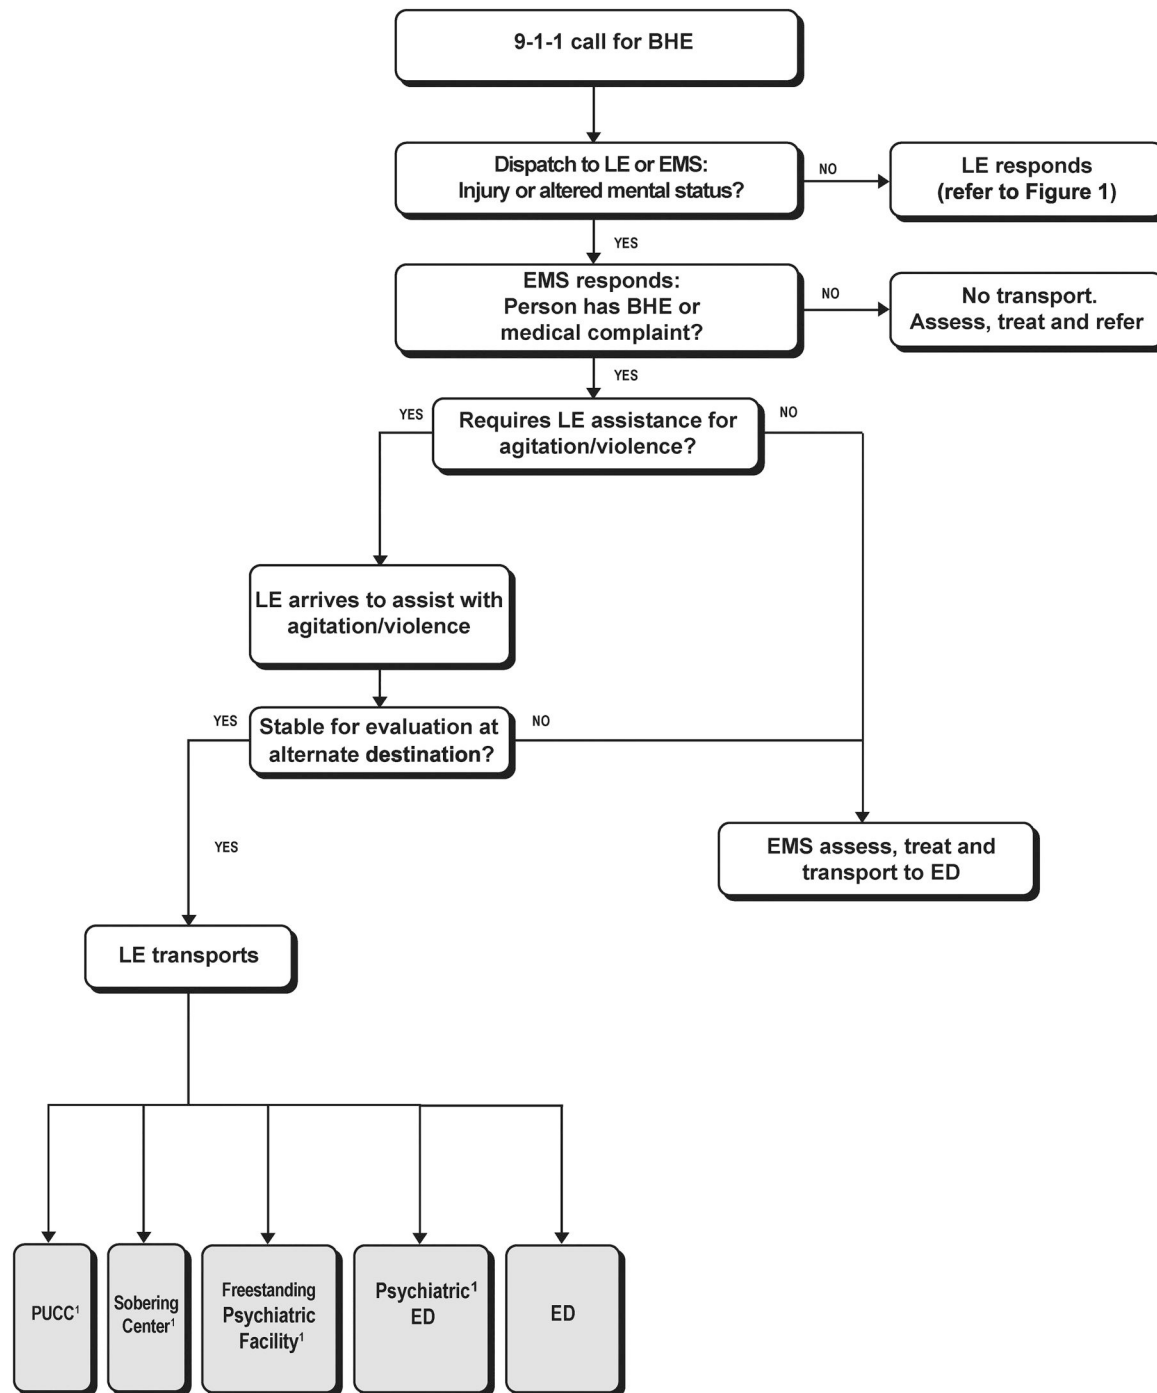 9-1-1 call for BHE
Dispatch to LE or EMS:
Injury or altered mental status?
NO
LE responds
(refer to Figure 1)
YES
EMS responds:
Person has BHE or
medical complaint?
NO
No transport.
Assess, treat and refer
YES
YES
Requires LE assistance for
agitation/violence?
NO
LE arrives to assist with
agitation/violence
YES
Stable for evaluation at
alternate destination?
NO
YES
EMS assess, treat and
transport to ED
LE transports
PUCC¹
Sobering
Center¹
Freestanding
Psychiatric
Facility¹
Psychiatric¹
ED
ED